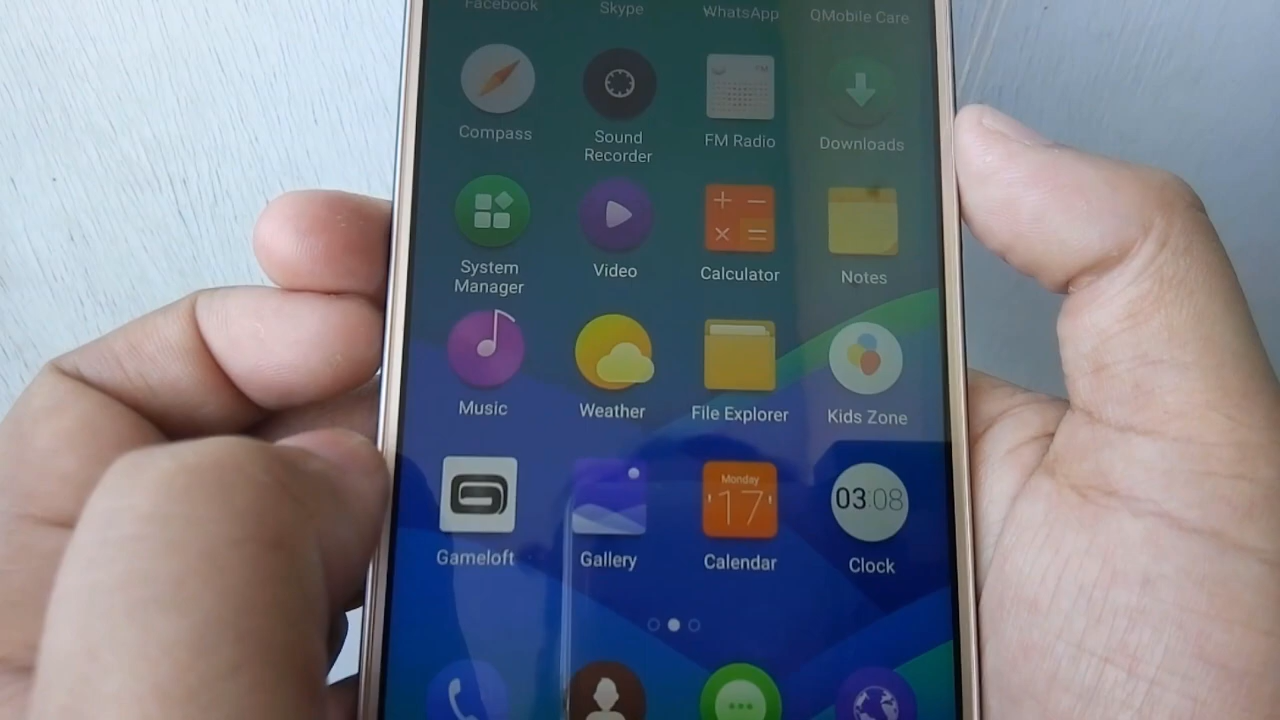 Facebook
Skype
WhatsApp
QMobile Care
Compass
Sound
Recorder
FM Radio
Downloads
System
Manager
Video
Calculator
Notes
Music
Weather
File Explorer
Kids Zone
Monday
17
03:08
Gameloft
Gallery
Calendar
Clock